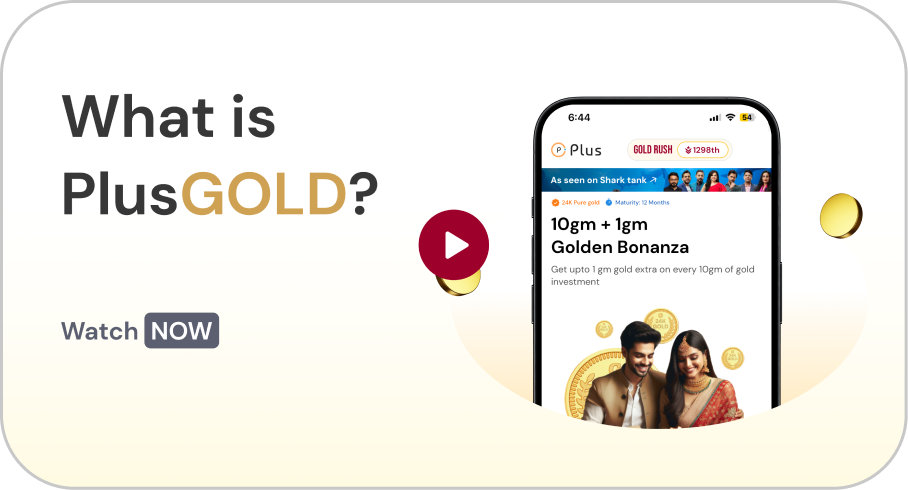 What is
PlusGOLD?
Watch NOW
6:44
54
P Plus
GOLD RUSH
1298th
As seen on Shark tank ↗
24K Pure gold
Maturity: 12 Months
10gm + 1gm
Golden Bonanza
Get upto 1 gm gold extra on every 10gm of gold
investment
GOLD